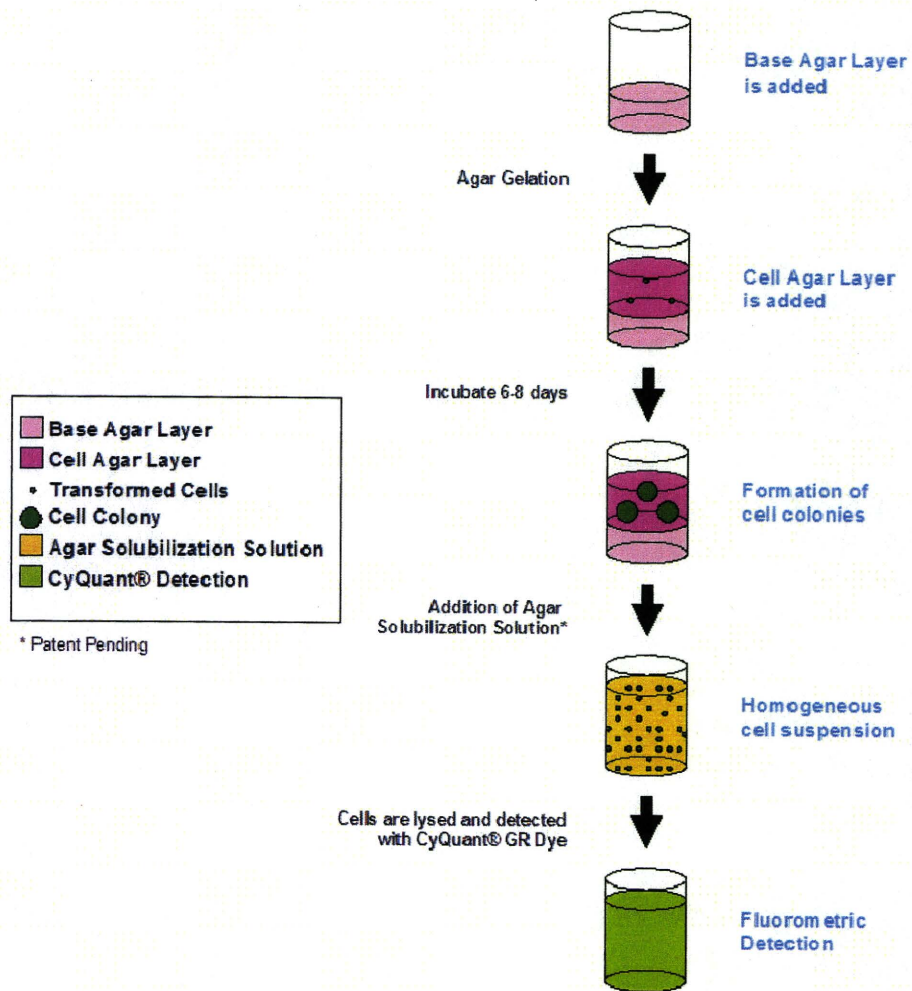 Base Agar Layer
is added
Agar Gelation
Cell Agar Layer
is added
Incubate 6-8 days
Base Agar Layer
Cell Agar Layer
Transformed Cells
Cell Colony
Agar Solubilization Solution
CyQuant® Detection
* Patent Pending
Formation of
cell colonies
Addition of Agar
Solubilization Solution*
Homogeneous
cell suspension
Cells are lysed and detected
with CyQuant® GR Dye
Fluorometric
Detection